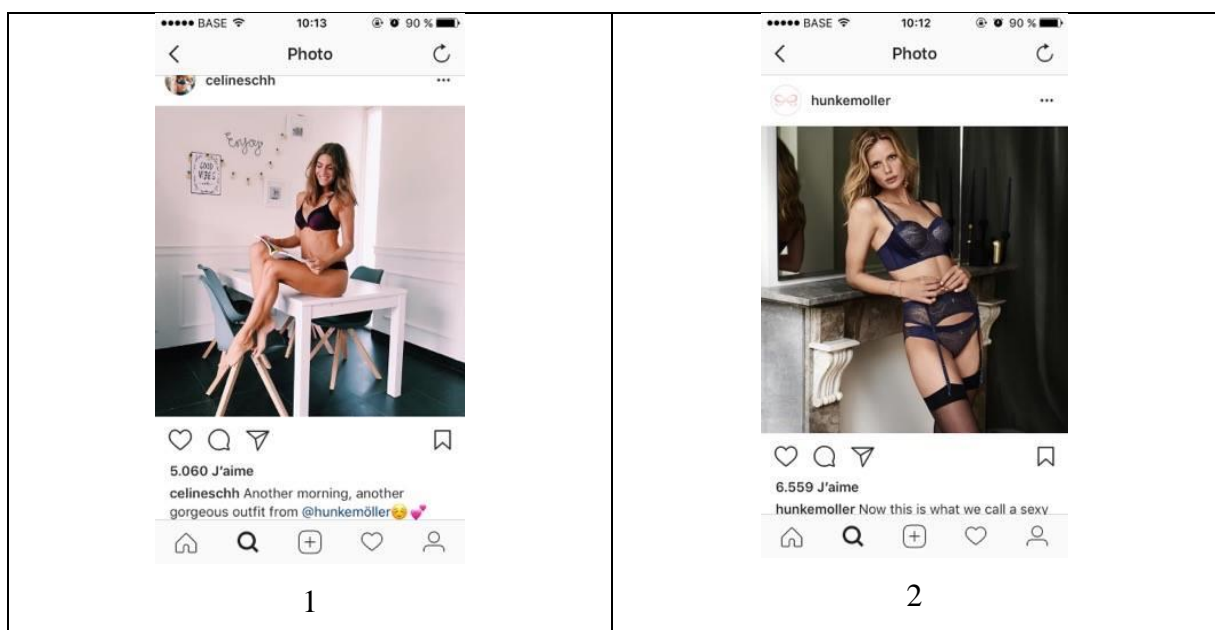 BASE 10:13 90 %
Photo
celineschh
Enjoy
GOOD
VIBES
5.060 J'aime
celineschh Another morning, another
gorgeous outfit from @hunkemöller☺️💕
1
BASE 10:12 90 %
Photo
hunkemoller
6.559 J'aime
hunkemoller Now this is what we call a sexy
2